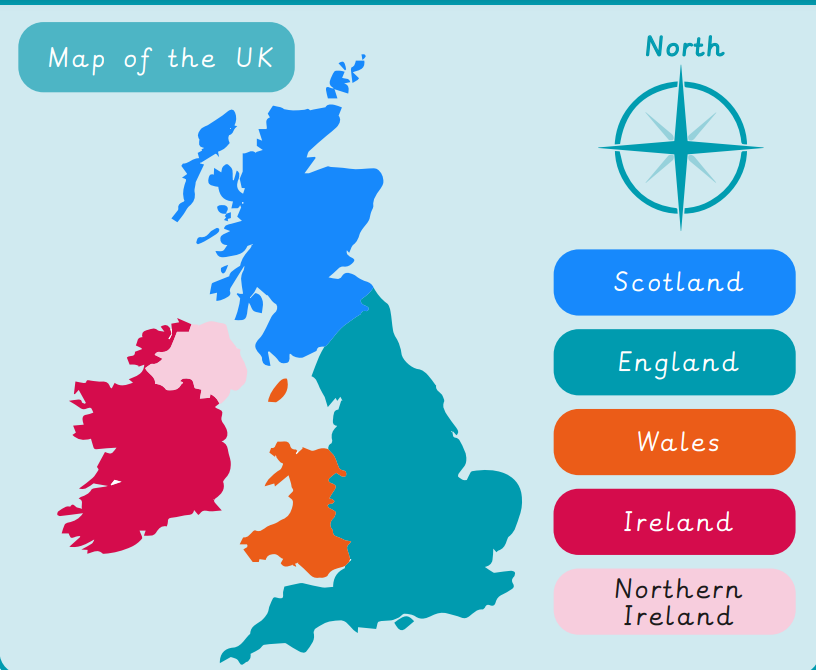 Map of the UK
North
Scotland
England
Wales
Ireland
Northern
Ireland